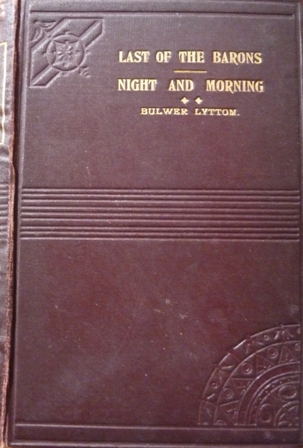 LAST OF THE BARONS
NIGHT AND MORNING
BULWER LYTTON.